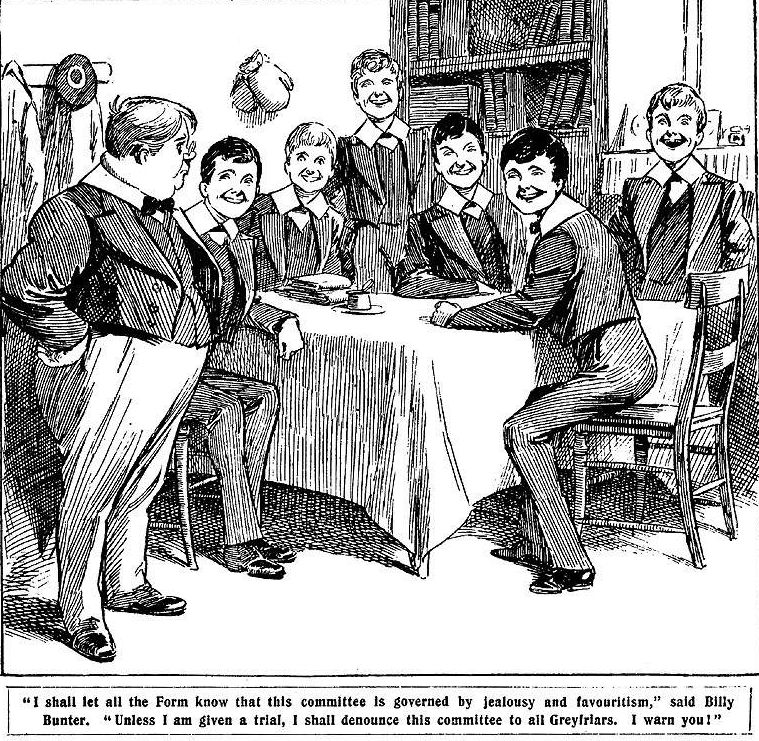 "I shall let all the Form know that this committee is governed by jealousy and favouritism," said Billy
Bunter. "Unless I am given a trial, I shall denounce this committee to all Greyfriars. I warn you!"